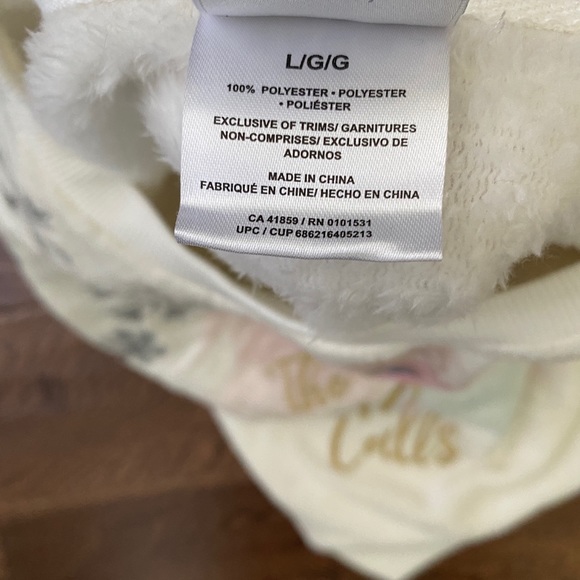 L/G/G
100% POLYESTER • POLYESTER
• POLIÉSTER
EXCLUSIVE OF TRIMS/ GARNITURES
NON-COMPRISES/ EXCLUSIVO DE
ADORNOS
MADE IN CHINA
FABRIQUÉ EN CHINE/ HECHO EN CHINA
CA 41859 / RN 0101531
UPC / CUP 686216405213
The
Calls